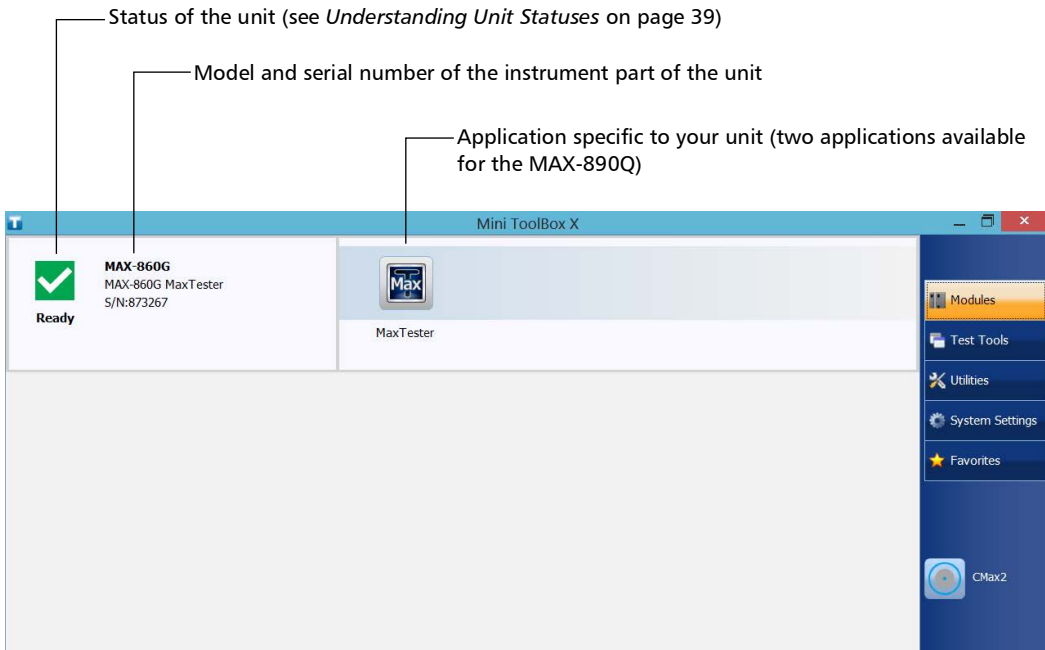 Status of the unit (see Understanding Unit Statuses on page 39)
Model and serial number of the instrument part of the unit
Application specific to your unit (two applications available
for the MAX-890Q)
T
Mini ToolBox X
MAX-860G
MAX-860G MaxTester
S/N:873267
Ready
Max
MaxTester
Modules
Test Tools
Utilities
System Settings
Favorites
CMax2